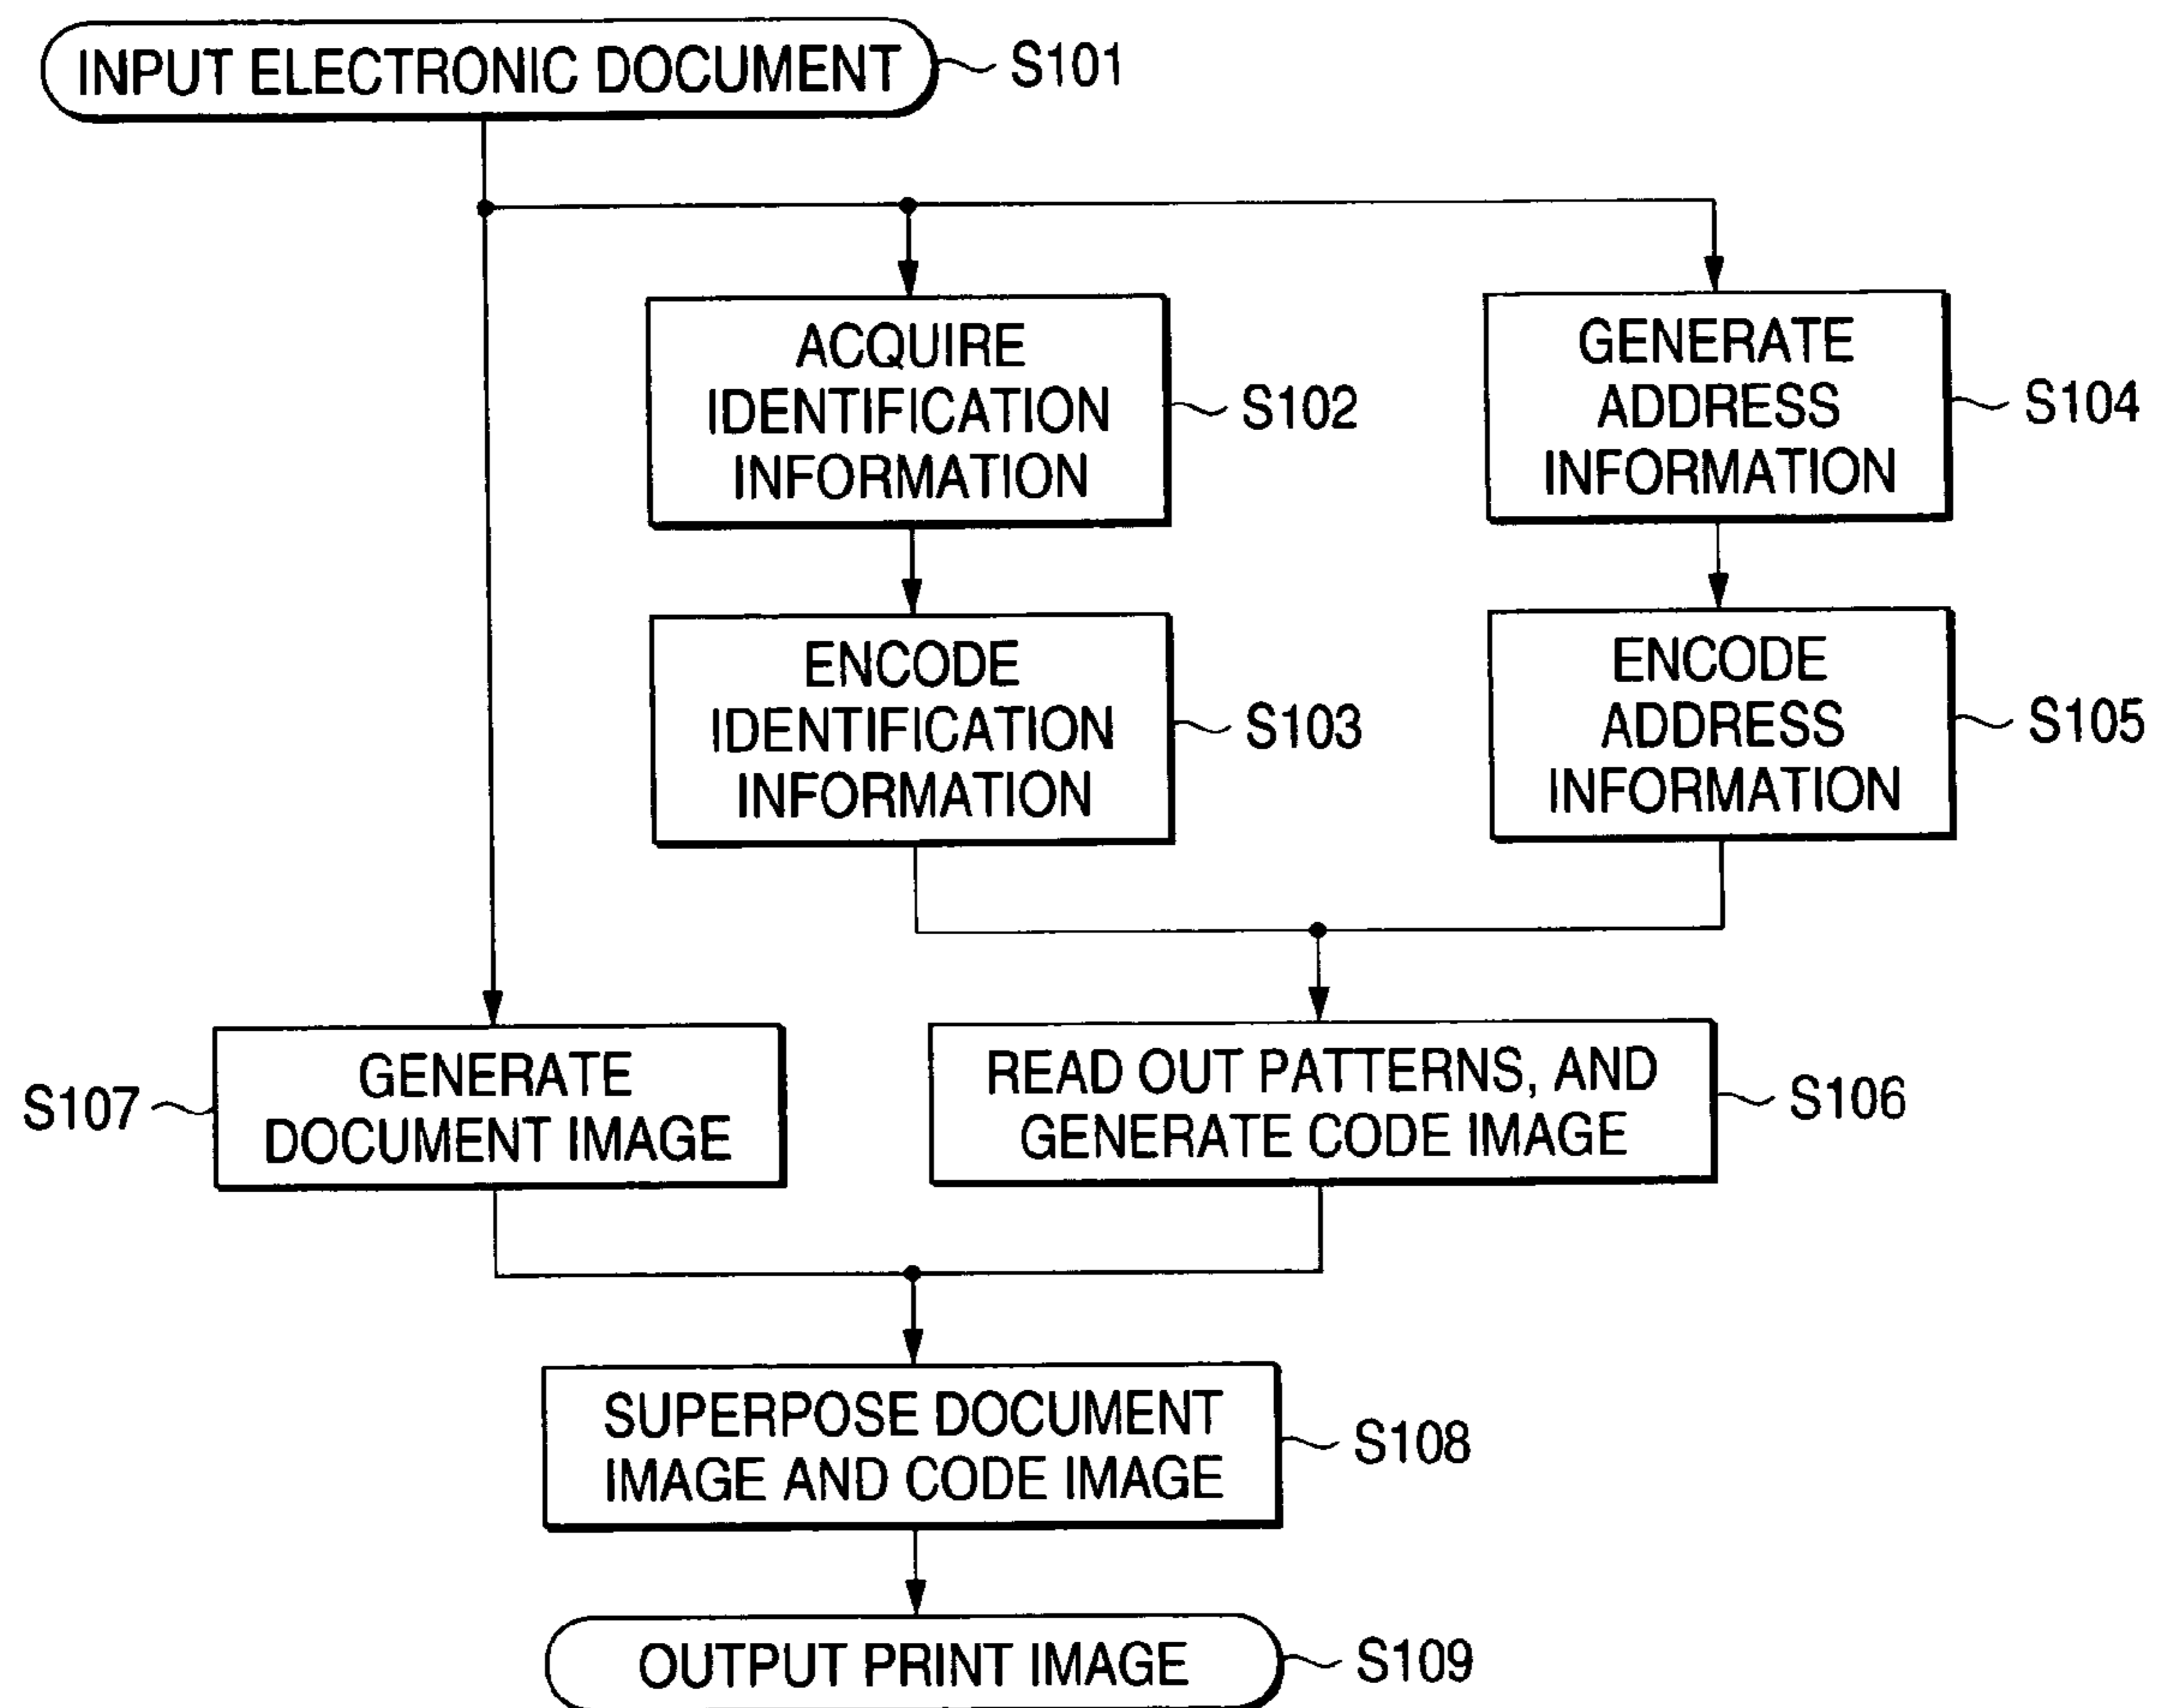 INPUT ELECTRONIC DOCUMENT
S101
ACQUIRE
IDENTIFICATION
INFORMATION
S102
GENERATE
ADDRESS
INFORMATION
S104
ENCODE
IDENTIFICATION
INFORMATION
S103
ENCODE
ADDRESS
INFORMATION
S105
S107
GENERATE
DOCUMENT IMAGE
READ OUT PATTERNS, AND
GENERATE CODE IMAGE
S106
SUPERPOSE DOCUMENT
IMAGE AND CODE IMAGE
S108
OUTPUT PRINT IMAGE
S109